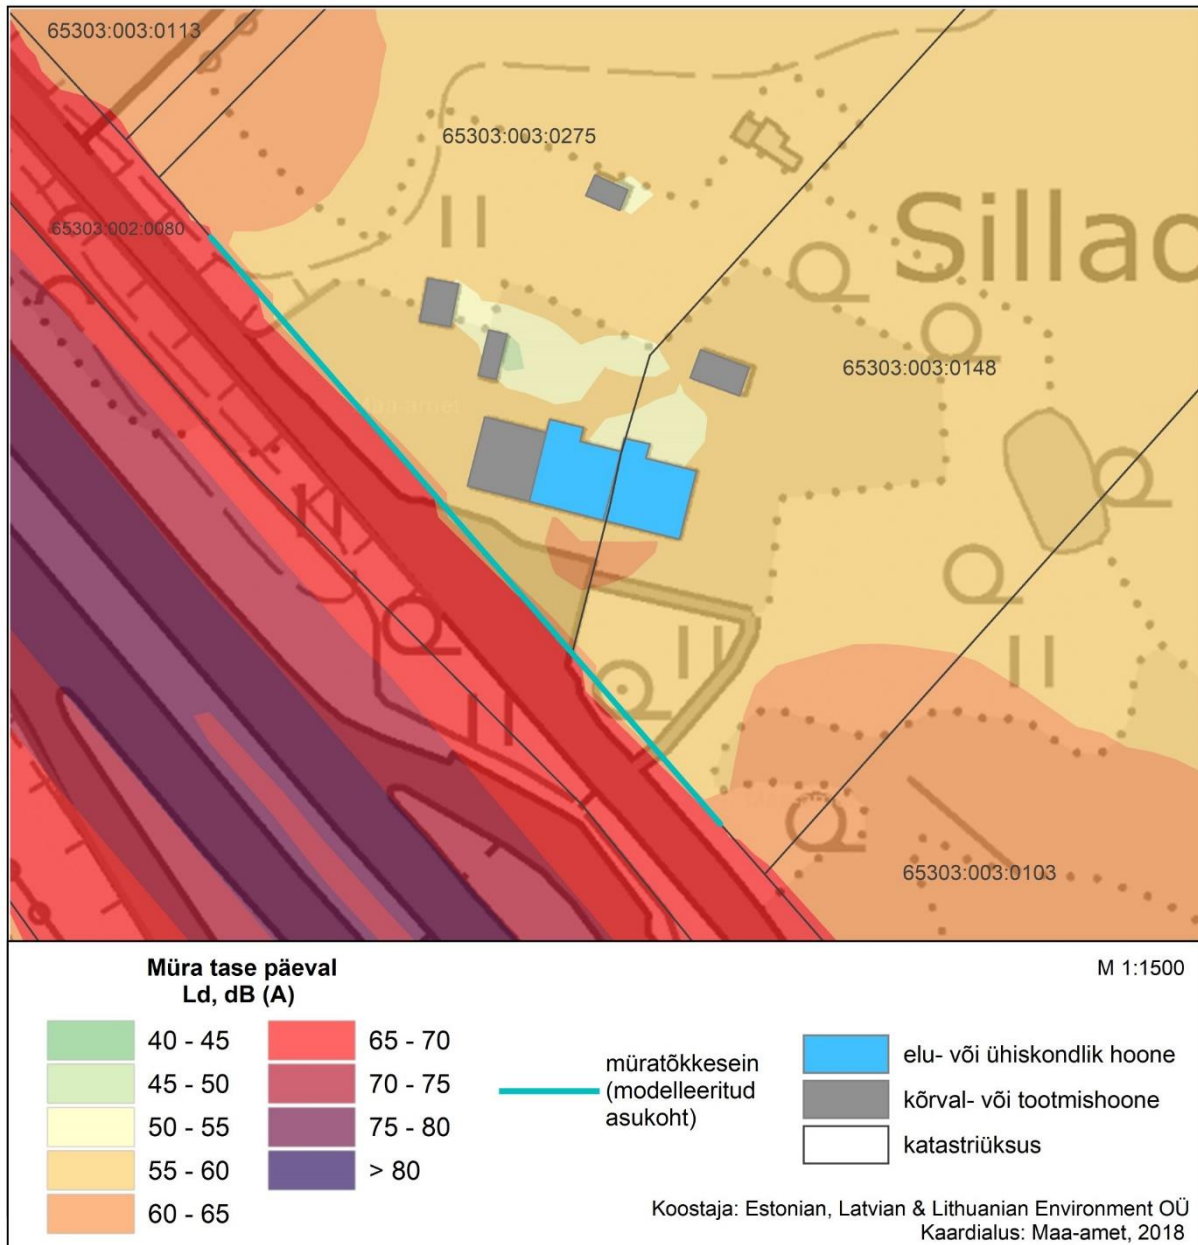 65303:003:0113
65303:003:0275
65303:002:0080
Sillao
65303:003:0148
65303:003:0103
Müra tase päeval
Ld, dB (A)
40 - 45
45 - 50
50 - 55
55 - 60
60 - 65
65 - 70
70 - 75
75 - 80
> 80
müratõkkesein
(modelleeritud
asukoht)
M 1:1500
elu- või ühiskondlik hoone
kõrval- või tootmishoone
katastriüksus
Koostaja: Estonian, Latvian & Lithuanian Environment OÜ
Kaardialus: Maa-amet, 2018